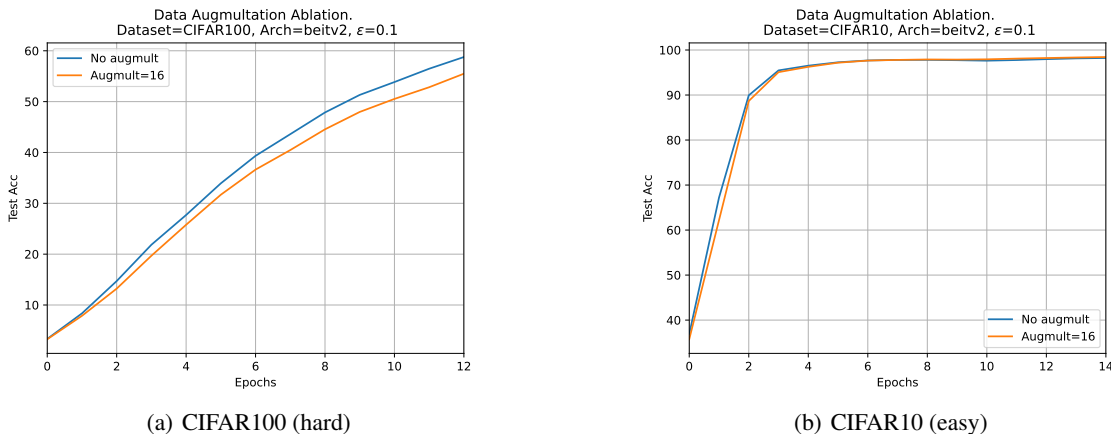 Data Augmultation Ablation.
Dataset=CIFAR100, Arch=beitv2, ε=0.1
No augmult
Augmult=16
60
50
40
30
20
10
Test Acc
0 2 4 6 8 10 12
Epochs
(a) CIFAR100 (hard)
Data Augmultation Ablation.
Dataset=CIFAR10, Arch=beitv2, ε=0.1
100
90
80
70
60
50
40
Test Acc
No augmult
Augmult=16
0 2 4 6 8 10 12 14
Epochs
(b) CIFAR10 (easy)